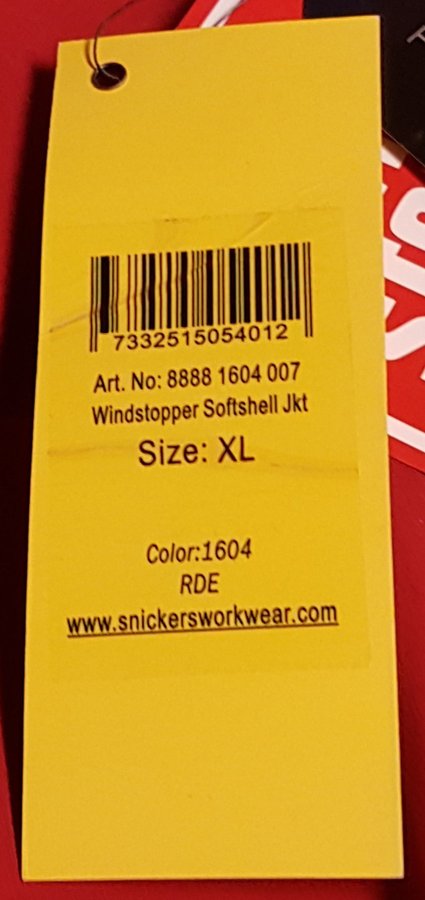 7332515054012
Art. No: 8888 1604 007
Windstopper Softshell Jkt
Size: XL
Color:1604
RDE
www.snickersworkwear.com